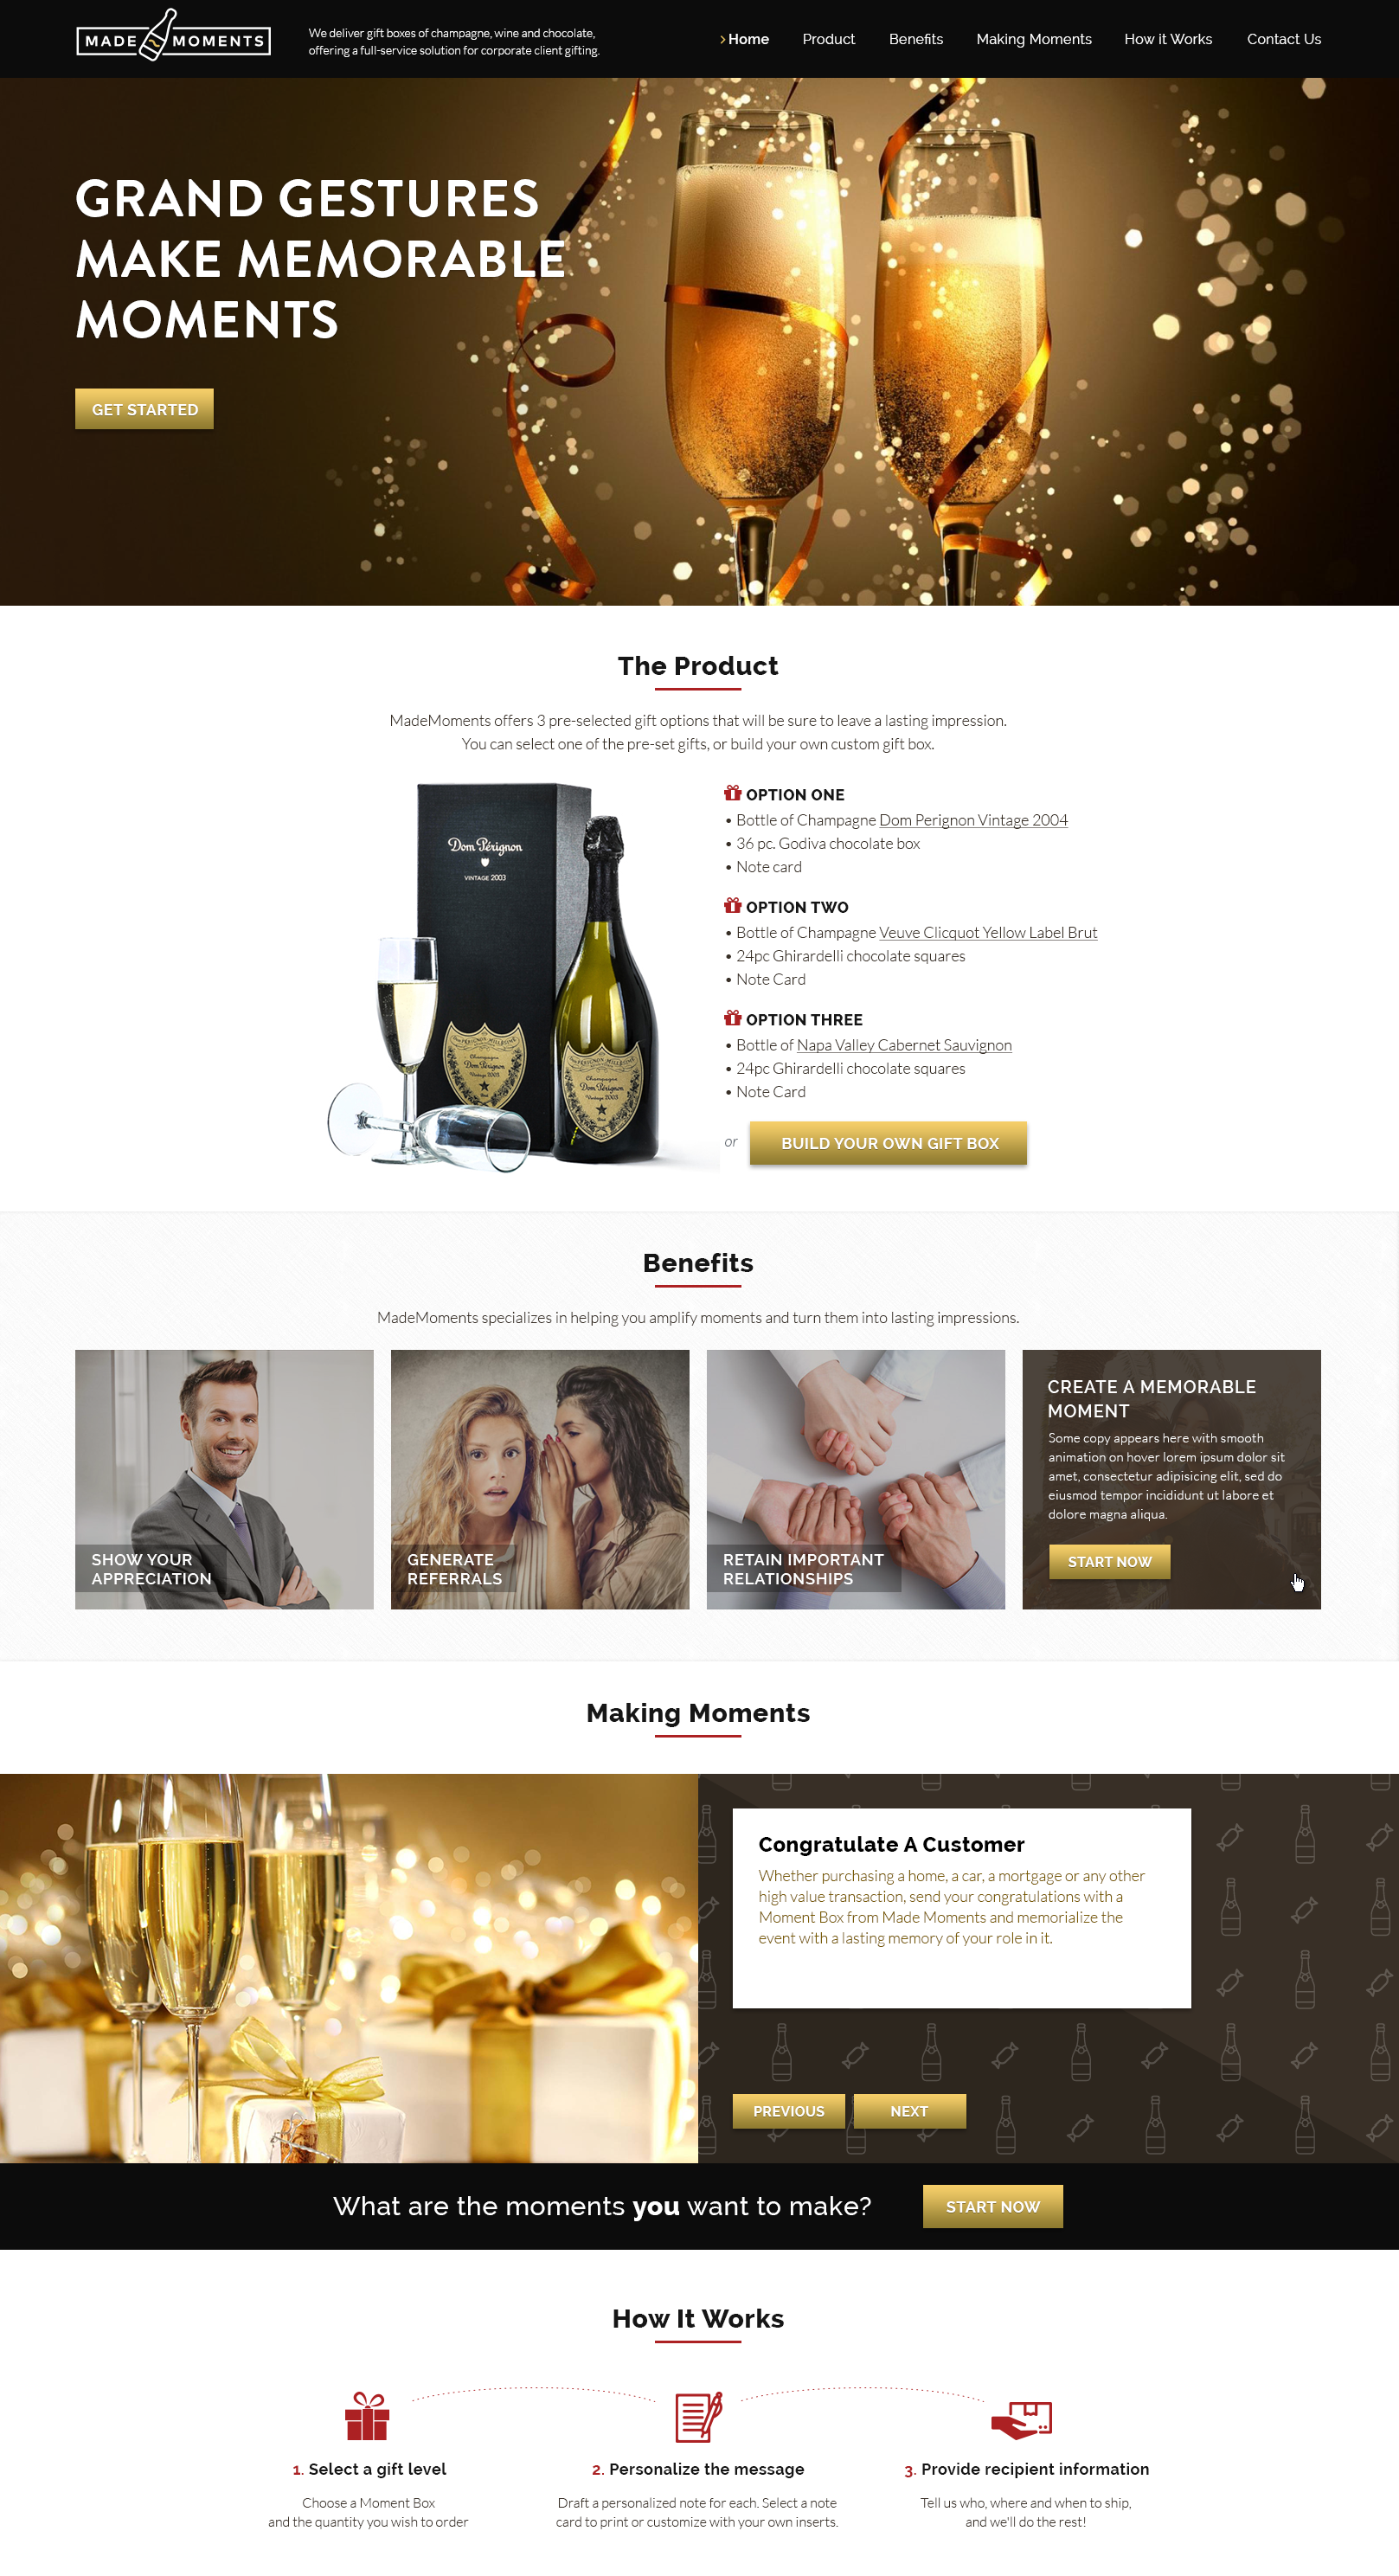 MADE MOMENTS
We deliver gift boxes of champagne, wine and chocolate,
offering a full-service solution for corporate client gifting.
Home Product Benefits Making Moments How it Works Contact Us
GRAND GESTURES
MAKE MEMORABLE
MOMENTS
GET STARTED
The Product
MadeMoments offers 3 pre-selected gift options that will be sure to leave a lasting impression.
You can select one of the pre-set gifts, or build your own custom gift box.
Dom Pérignon
VINTAGE 2003
Champagne
Dom Pérignon
Vintage 2003
Champagne
Dom Pérignon
Vintage 2003
OPTION ONE
• Bottle of Champagne Dom Perignon Vintage 2004
• 36 pc. Godiva chocolate box
• Note card
OPTION TWO
• Bottle of Champagne Veuve Clicquot Yellow Label Brut
• 24pc Ghirardelli chocolate squares
• Note Card
OPTION THREE
• Bottle of Napa Valley Cabernet Sauvignon
• 24pc Ghirardelli chocolate squares
• Note Card
or BUILD YOUR OWN GIFT BOX
Benefits
MadeMoments specializes in helping you amplify moments and turn them into lasting impressions.
SHOW YOUR
APPRECIATION
GENERATE
REFERRALS
RETAIN IMPORTANT
RELATIONSHIPS
CREATE A MEMORABLE
MOMENT
Some copy appears here with smooth
animation on hover lorem ipsum dolor sit
amet, consectetur adipisicing elit, sed do
eiusmod tempor incididunt ut labore et
dolore magna aliqua.
START NOW
Making Moments
Congratulate A Customer
Whether purchasing a home, a car, a mortgage or any other
high value transaction, send your congratulations with a
Moment Box from Made Moments and memorialize the
event with a lasting memory of your role in it.
PREVIOUS NEXT
What are the moments you want to make? START NOW
How It Works
1. Select a gift level
Choose a Moment Box
and the quantity you wish to order
2. Personalize the message
Draft a personalized note for each. Select a note
card to print or customize with your own inserts.
3. Provide recipient information
Tell us who, where and when to ship,
and we'll do the rest!